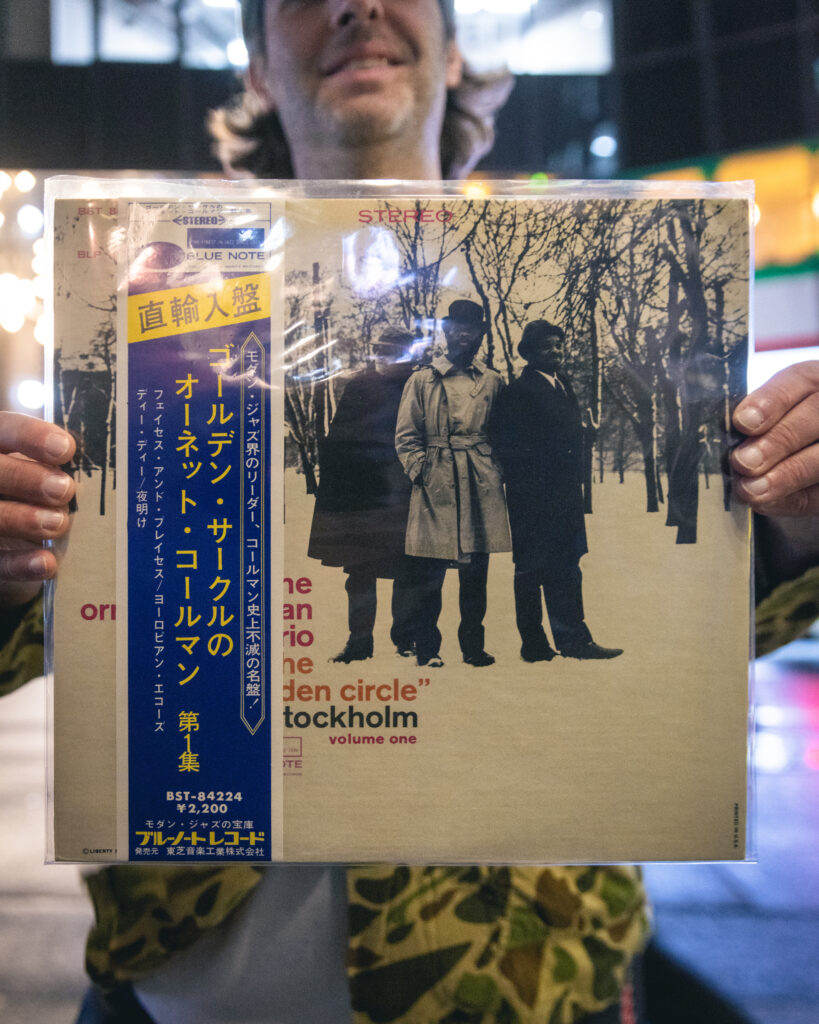 BST 8
BLP
STEREO
STEREO
BLUE NOTE
直輸入盤
モダン・ジャズ界のリーダー、コールマン史上不滅の名盤!
ゴールデン・サークルの
オーネット・コールマン 第1集
フェイセス・アンド・プレイセス/ヨーロピアン・エコーズ
ディー・ディー/夜明け
BST-84224
¥2,200
モダン・ジャズの宝庫
ブルーノートレコード
発売元 東芝音楽工業株式会社
he
orn an
rio
he
den circle”
tockholm
volume one
OTE
© LIBERTY
PRINTED IN U.S.A.